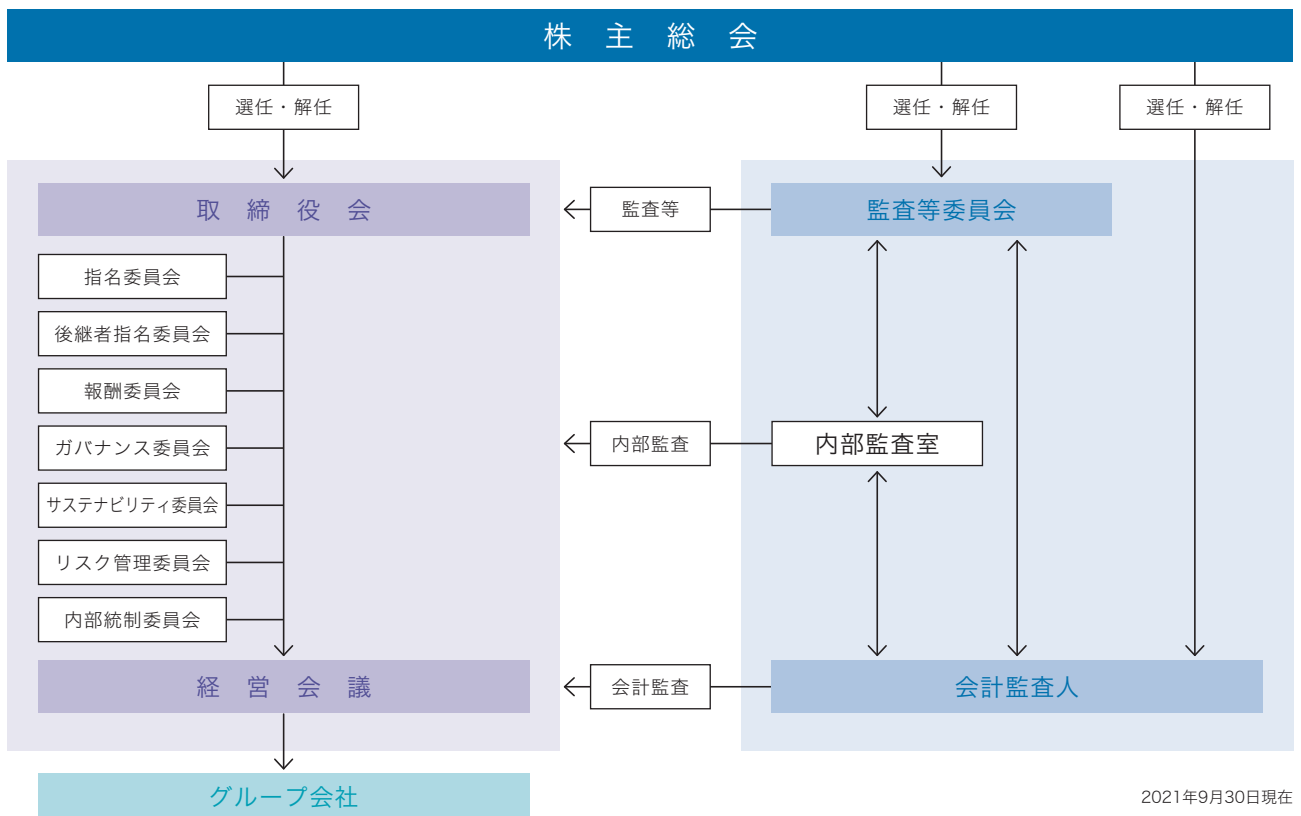 株主総会
選任・解任
選任・解任
選任・解任
取締役会
監査等
監査等委員会
指名委員会
後継者指名委員会
報酬委員会
ガバナンス委員会
内部監査
内部監査室
サステナビリティ委員会
リスク管理委員会
内部統制委員会
経営会議
会計監査
会計監査人
グループ会社
2021年9月30日現在